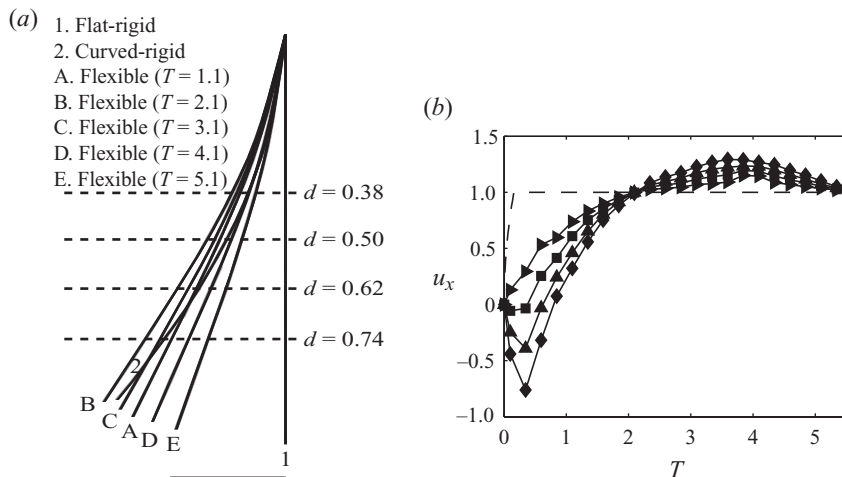 (a)
1. Flat-rigid
2. Curved-rigid
A. Flexible (T = 1.1)
B. Flexible (T = 2.1)
C. Flexible (T = 3.1)
D. Flexible (T = 4.1)
E. Flexible (T = 5.1)
d = 0.38
d = 0.50
d = 0.62
d = 0.74
2
B
C
A
D
E
1
(b)
1.5
1.0
0.5
0
−0.5
−1.0
u_x
0
1
2
3
4
5
T